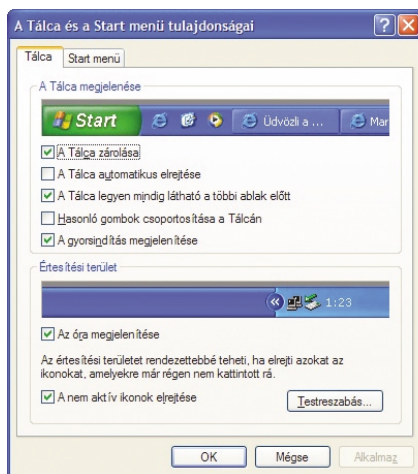 A Tálca és a Start menü tulajdonságai
Tálca
Start menü
A Tálca megjelenése
Start
Üdvözli a ...
Mar
A Tálca zárolása
A Tálca automatikus elrejtése
A Tálca legyen mindig látható a többi ablak előtt
Hasonló gombok csoportosítása a Tálcán
A gyorsindítás megjelenítése
Értesítési terület
1:23
Az óra megjelenítése
Az értesítési területet rendezettebbé teheti, ha elrejti azokat az
ikonokat, amelyekre már régen nem kattintott rá.
A nem aktív ikonok elrejtése
Testreszabás...
OK
Mégse
Alkalmaz